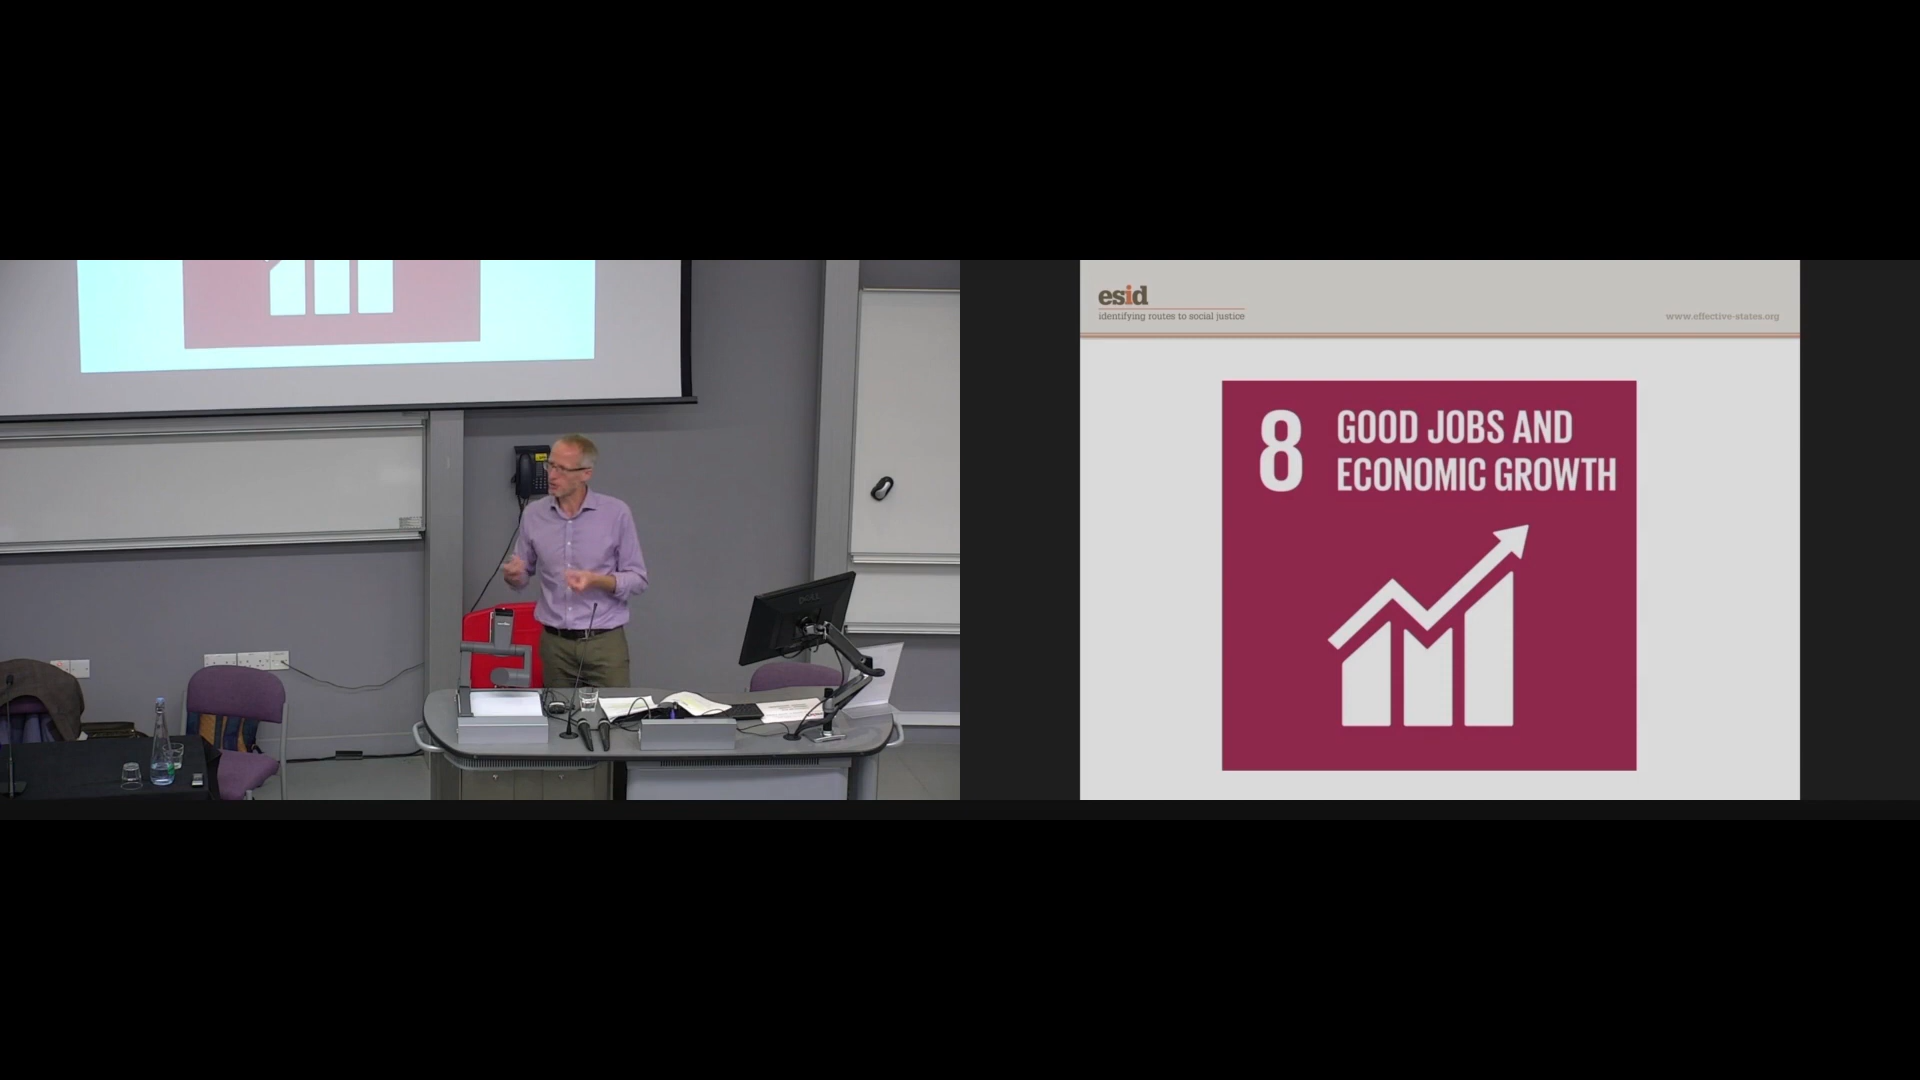 esid
identifying routes to social justice
www.effective-states.org
8
GOOD JOBS AND
ECONOMIC GROWTH